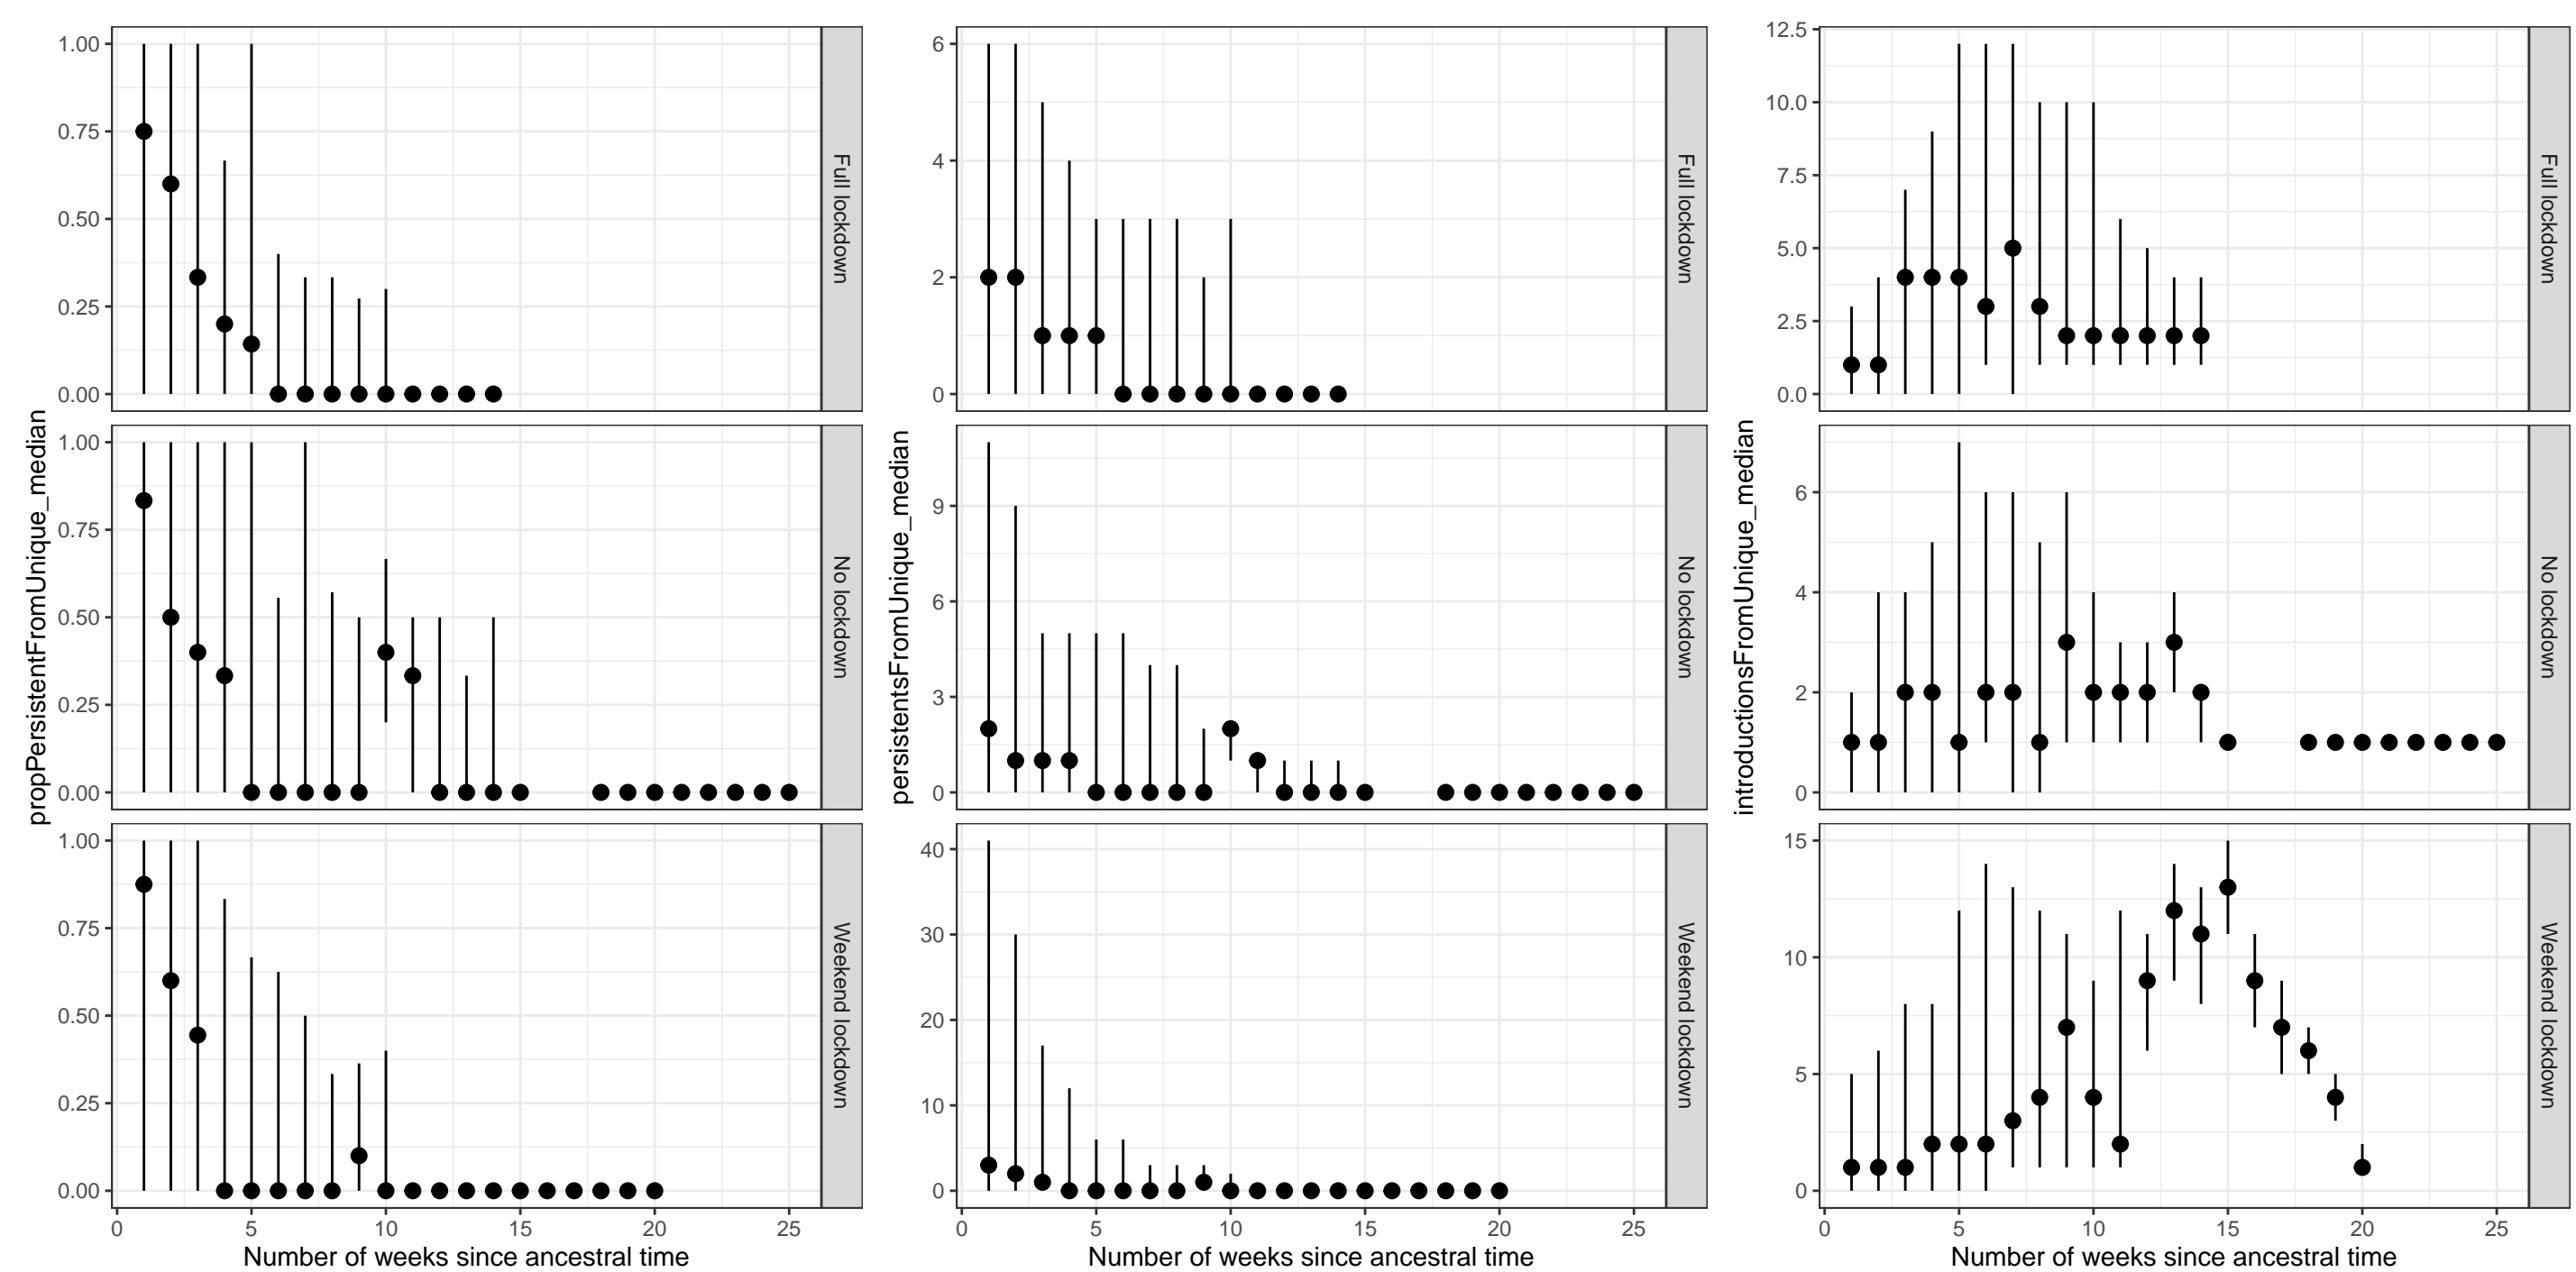 propPersistentFromUnique_median
1.00
0.75
0.50
0.25
0.00
Full lockdown
1.00
0.75
0.50
0.25
0.00
No lockdown
1.00
0.75
0.50
0.25
0.00
Weekend lockdown
0 5 10 15 20 25
Number of weeks since ancestral time
persistentsFromUnique_median
6
4
2
0
Full lockdown
9
6
3
0
No lockdown
40
30
20
10
0
Weekend lockdown
0 5 10 15 20 25
Number of weeks since ancestral time
introductionsFromUnique_median
12.5
10.0
7.5
5.0
2.5
0.0
Full lockdown
6
4
2
0
No lockdown
15
10
5
0
Weekend lockdown
0 5 10 15 20 25
Number of weeks since ancestral time